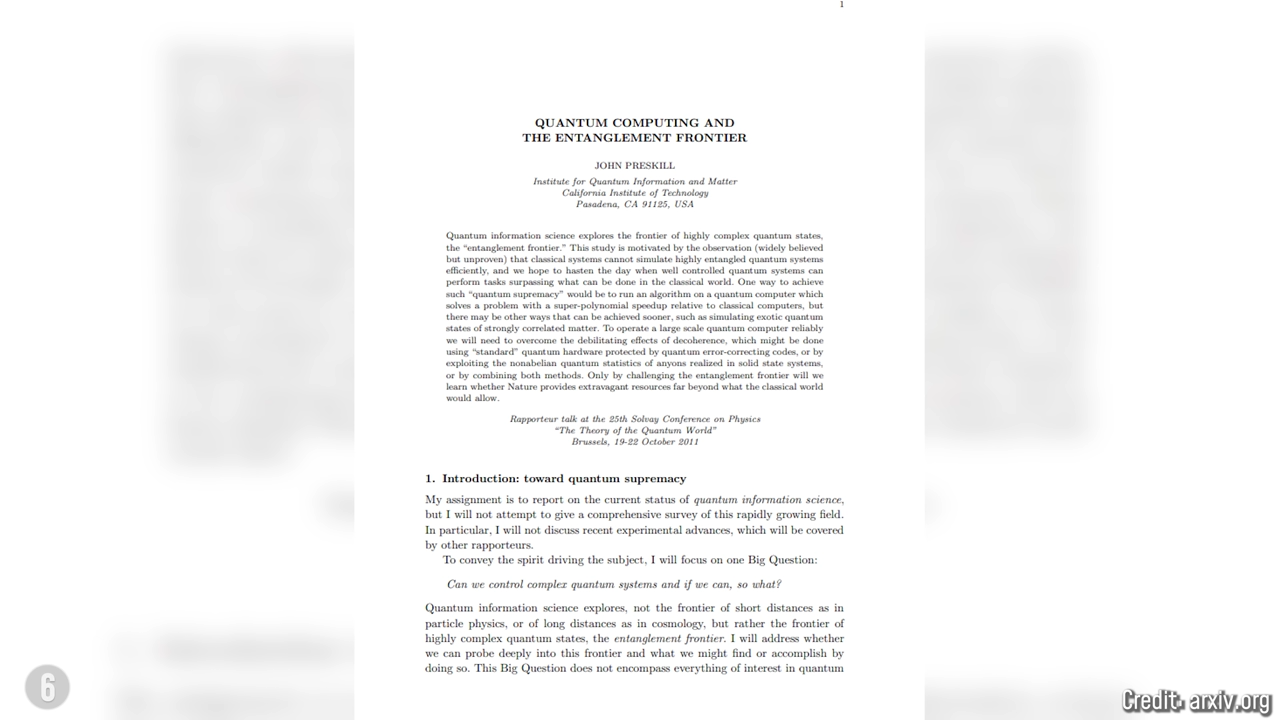 1
QUANTUM COMPUTING AND
THE ENTANGLEMENT FRONTIER
JOHN PRESKILL
Institute for Quantum Information and Matter
California Institute of Technology
Pasadena, CA 91125, USA
Quantum information science explores the frontier of highly complex quantum states,
the “entanglement frontier.” This study is motivated by the observation (widely believed
but unproven) that classical systems cannot simulate highly entangled quantum systems
efficiently, and we hope to hasten the day when well controlled quantum systems can
perform tasks surpassing what can be done in the classical world. One way to achieve
such “quantum supremacy” would be to run an algorithm on a quantum computer which
solves a problem with a super-polynomial speedup relative to classical computers, but
there may be other ways that can be achieved sooner, such as simulating exotic quantum
states of strongly correlated matter. To operate a large scale quantum computer reliably
we will need to overcome the debilitating effects of decoherence, which might be done
using “standard” quantum hardware protected by quantum error-correcting codes, or by
exploiting the nonabelian quantum statistics of anyons realized in solid state systems,
or by combining both methods. Only by challenging the entanglement frontier will we
learn whether Nature provides extravagant resources far beyond what the classical world
would allow.
Rapporteur talk at the 25th Solvay Conference on Physics
“The Theory of the Quantum World”
Brussels, 19-22 October 2011
1. Introduction: toward quantum supremacy
My assignment is to report on the current status of quantum information science,
but I will not attempt to give a comprehensive survey of this rapidly growing field.
In particular, I will not discuss recent experimental advances, which will be covered
by other rapporteurs.
To convey the spirit driving the subject, I will focus on one Big Question:
Can we control complex quantum systems and if we can, so what?
Quantum information science explores, not the frontier of short distances as in
particle physics, or of long distances as in cosmology, but rather the frontier of
highly complex quantum states, the entanglement frontier. I will address whether
we can probe deeply into this frontier and what we might find or accomplish by
doing so. This Big Question does not encompass everything of interest in quantum
6
Credit- arxiv.org